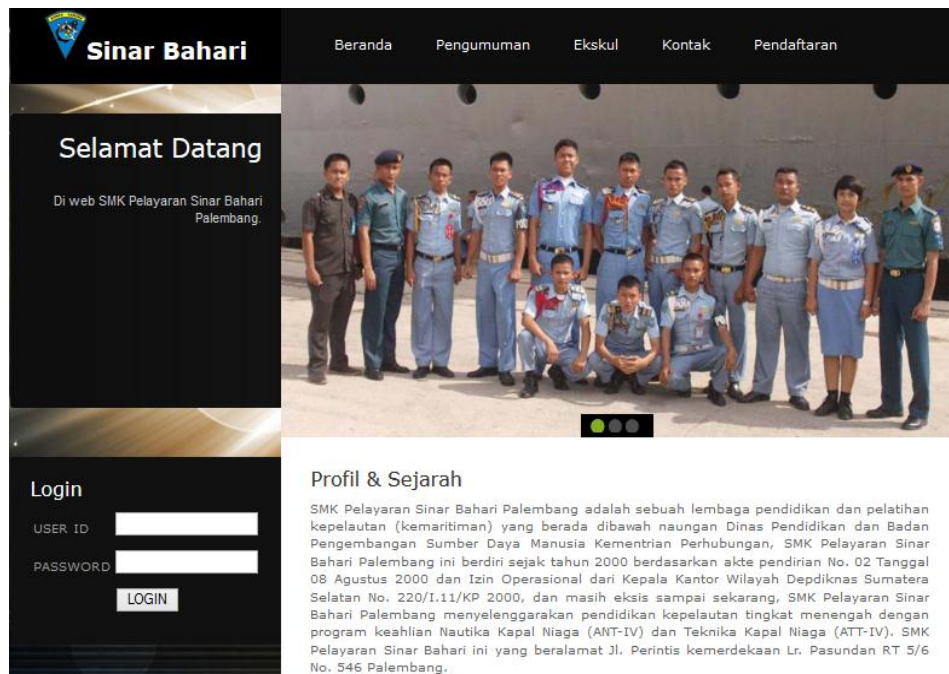 Sinar Bahari
Beranda
Pengumuman
Ekskul
Kontak
Pendaftaran
Selamat Datang
Di web SMK Pelayaran Sinar Bahari
Palembang.
Login
USER ID
PASSWORD
LOGIN
Profil & Sejarah
SMK Pelayaran Sinar Bahari Palembang adalah sebuah lembaga pendidikan dan pelatihan
kepelautan (kemaritiman) yang berada dibawah naungan Dinas Pendidikan dan Badan
Pengembangan Sumber Daya Manusia Kementrian Perhubungan, SMK Pelayaran Sinar
Bahari Palembang ini berdiri sejak tahun 2000 berdasarkan akte pendirian No. 02 Tanggal
08 Agustus 2000 dan Izin Operasional dari Kepala Kantor Wilayah Depdiknas Sumatera
Selatan No. 220/I.11/KP 2000, dan masih eksis sampai sekarang, SMK Pelayaran Sinar
Bahari Palembang menyelenggarakan pendidikan kepelautan tingkat menengah dengan
program keahlian Nautika Kapal Niaga (ANT-IV) dan Teknika Kapal Niaga (ATT-IV). SMK
Pelayaran Sinar Bahari ini yang beralamat Jl. Perintis kemerdekaan Lr. Pasundan RT 5/6
No. 546 Palembang.